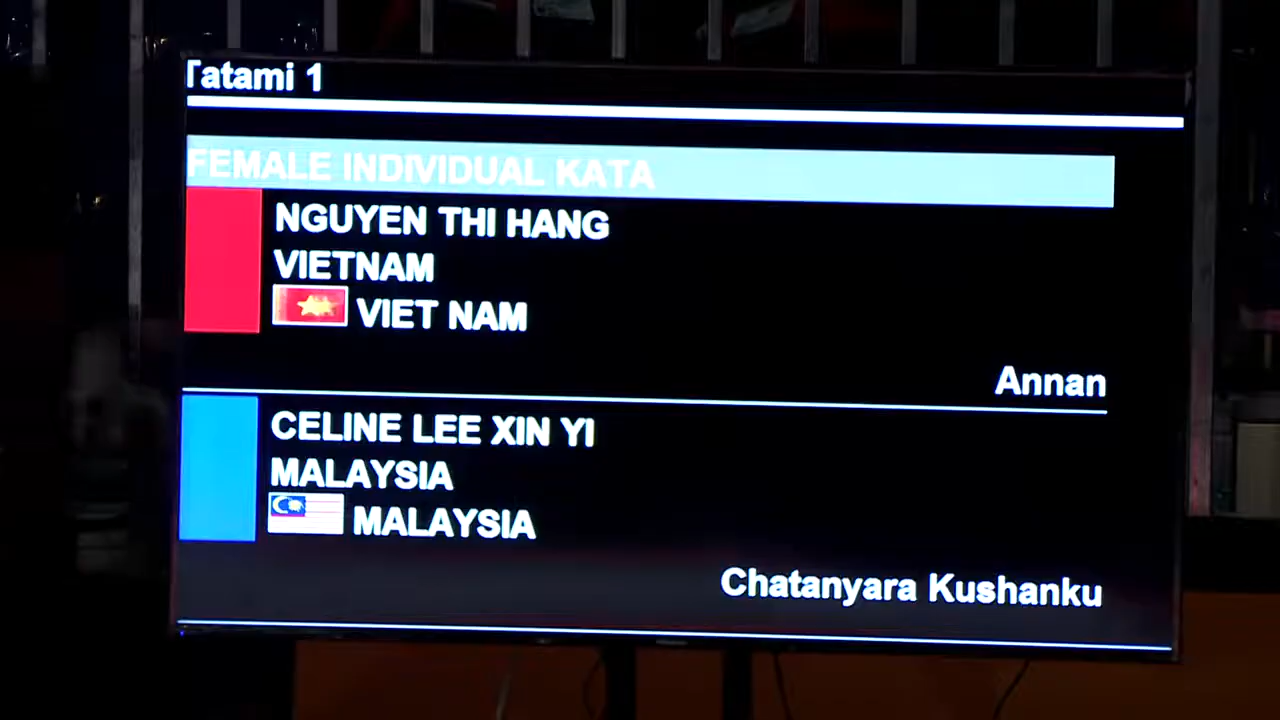 Tatami 1
FEMALE INDIVIDUAL KATA
NGUYEN THI HANG
VIETNAM
VIET NAM
Annan
CELINE LEE XIN YI
MALAYSIA
MALAYSIA
Chatanyara Kushanku